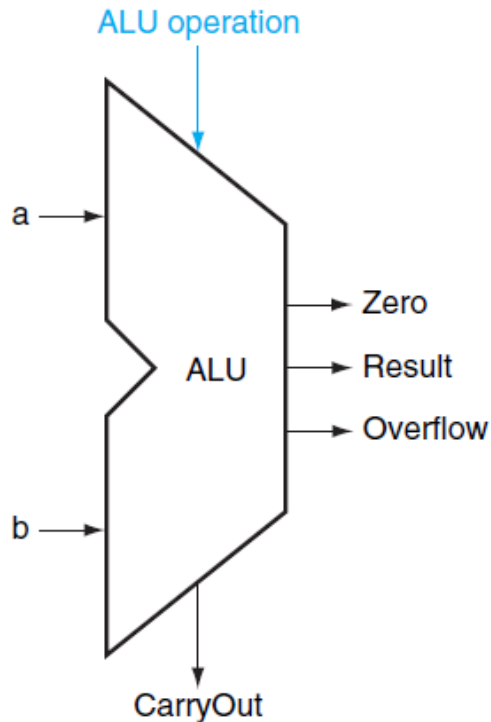 ALU operation
a
Zero
ALU
Result
Overflow
b
CarryOut